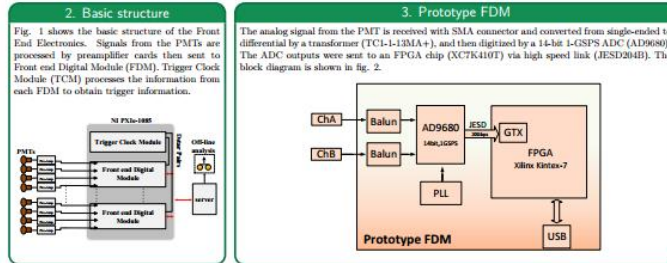 2. Basic structure
Fig. 1 shows the basic structure of the Front
End Electronics. Signals from the PMTs are
processed by preamplifier cards then sent to
Front end Digital Module (FDM). Trigger Clock
Module (TCM) processes the information from
each FDM to obtain trigger information.
NI PXIe-1085
PMTs
Trigger Clock Module
Front end Digital
Module
Front end Digital
Module
Off-line
analysis
server
3. Prototype FDM
The analog signal from the PMT is received with SMA connector and converted from single-ended to
differential by a transformer (TC1-1-13MA+), and then digitized by a 14-bit 1-GSPS ADC (AD9680)
The ADC outputs were sent to an FPGA chip (XC7K410T) via high speed link (JESD204B). The
block diagram is shown in fig. 2.
ChA
Balun
ChB
Balun
AD9680
14bit,1GSPS
JESD
GTX
FPGA
Xilinx Kintex-7
PLL
USB
Prototype FDM